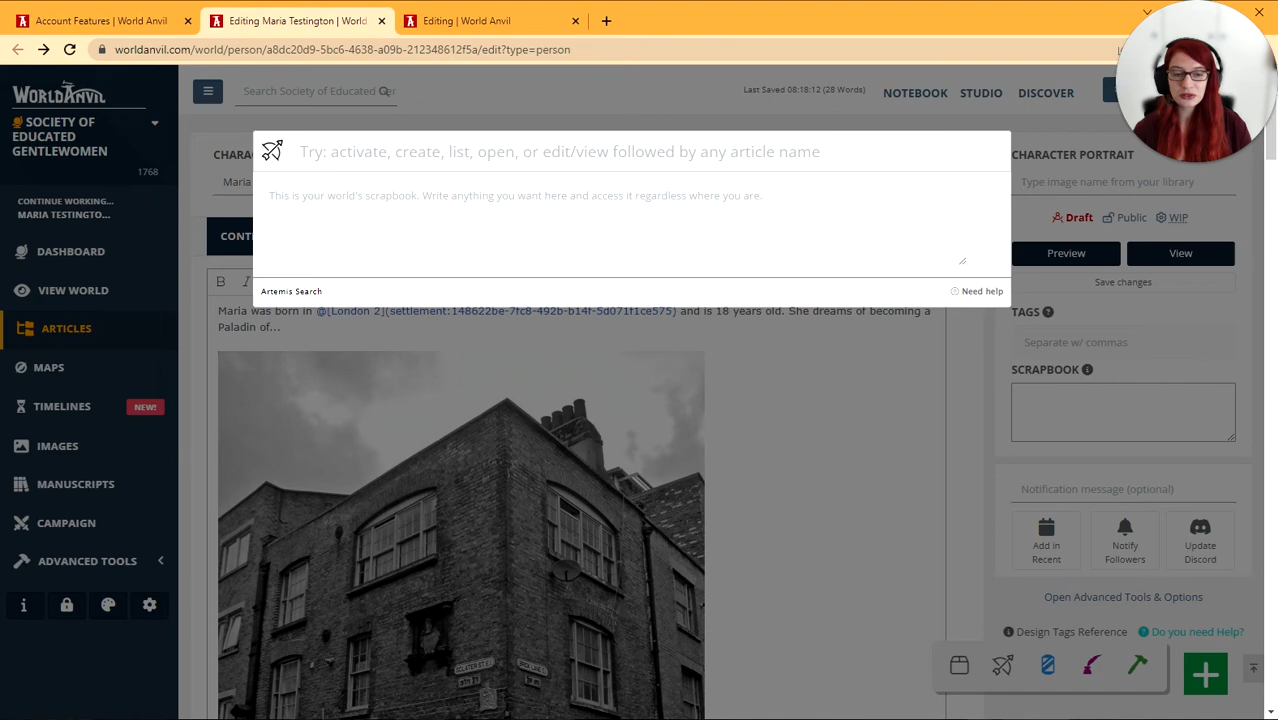 Account Features | World Anvil
Editing Maria Testington | World
Editing | World Anvil
worldanvil.com/world/person/a8dc20d9-5bc6-4638-a09b-212348612f5a/edit?type=person
WORLDANVIL
SOCIETY OF EDUCATED GENTLEWOMEN
1768
CONTINUE WORKING...
MARIA TESTINGTO...
DASHBOARD
VIEW WORLD
ARTICLES
MAPS
TIMELINES NEW!
IMAGES
MANUSCRIPTS
CAMPAIGN
ADVANCED TOOLS
Search Society of Educated
Last Saved 08:18:12 (28 Words)
NOTEBOOK STUDIO DISCOVER
Maria
Try: activate, create, list, open, or edit/view followed by any article name
This is your world's scrapbook. Write anything you want here and access it regardless where you are.
Artemis Search
Need help
B I
Maria was born in @[London 2](settlement:148622be-7fc8-492b-b14f-5d071f1ce575) and is 18 years old. She dreams of becoming a
Paladin of...
SCLATER ST
CHARACTER PORTRAIT
Type image name from your library
Draft Public WIP
Preview View
Save changes
TAGS
Separate w/ commas
SCRAPBOOK
Notification message (optional)
Add in Recent
Notify Followers
Update Discord
Open Advanced Tools & Options
Design Tags Reference Do you need Help?